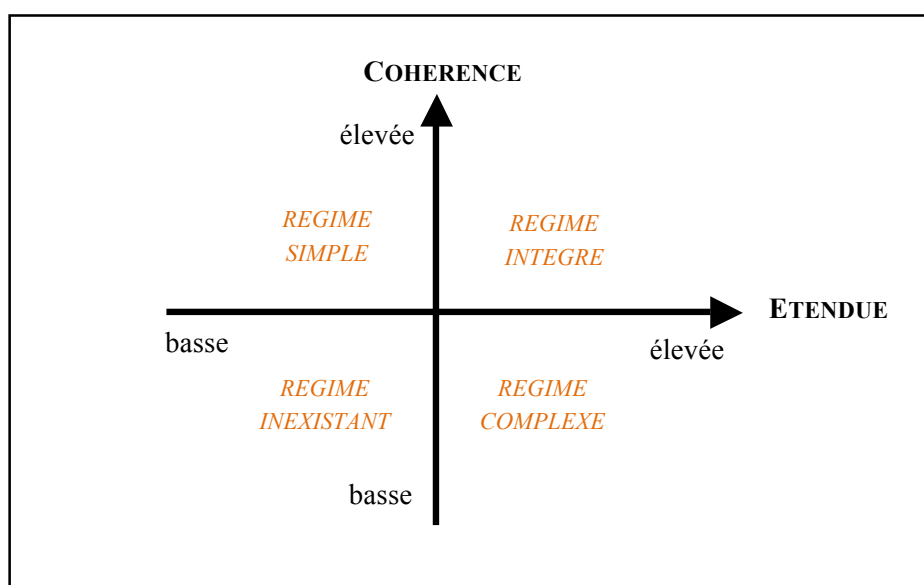 COHERENCE
élevée
REGIME
SIMPLE
REGIME
INTEGRE
ETENDUE
basse
élevée
REGIME
INEXISTANT
REGIME
COMPLEXE
basse